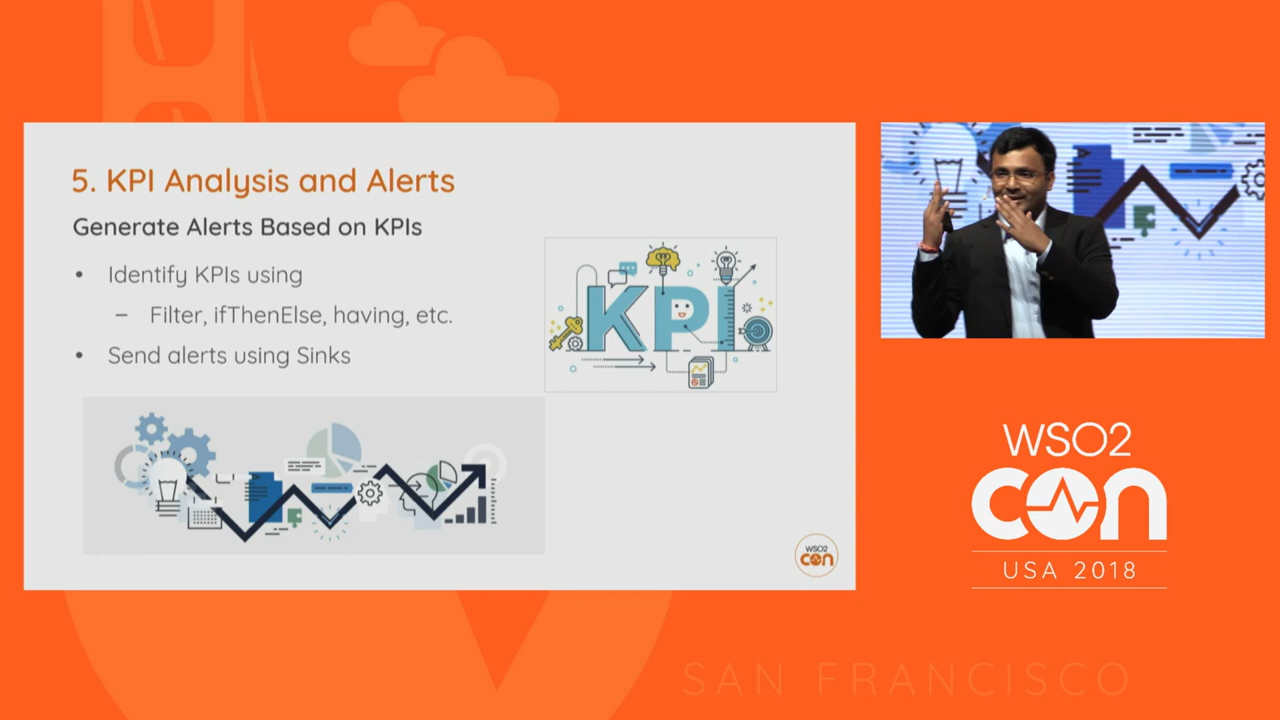 5. KPI Analysis and Alerts
Generate Alerts Based on KPIs
• Identify KPIs using
– Filter, ifThenElse, having, etc.
• Send alerts using Sinks
KPI
WSO2
con
WSO2
con
USA 2018
SAN FRANCISCO